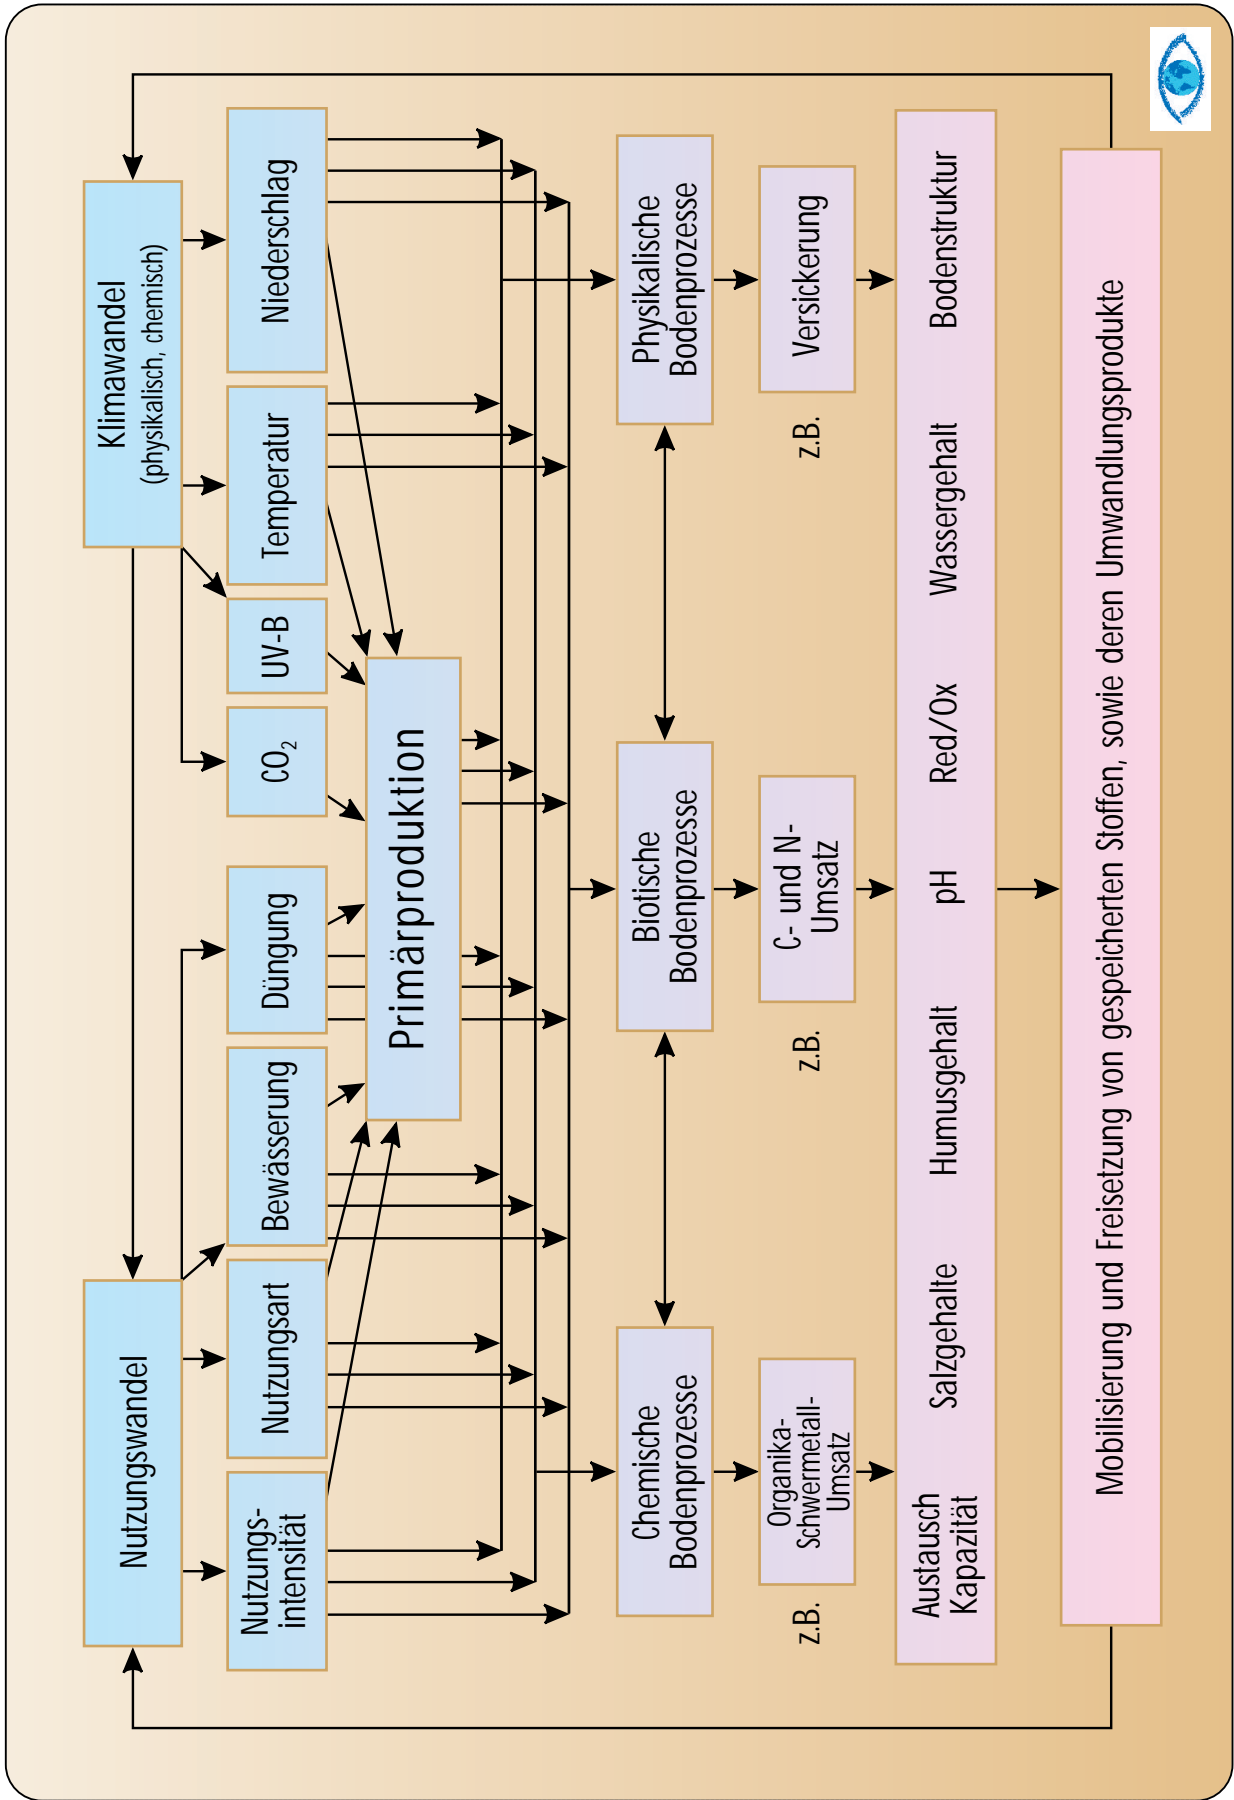 Nutzungswandel
Klimawandel
(physikalisch, chemisch)
Nutzungs-
intensität
Nutzungsart
Bewässerung
Düngung
CO₂
UV-B
Temperatur
Niederschlag
Primärproduktion
Chemische
Bodenprozesse
Biotische
Bodenprozesse
Physikalische
Bodenprozesse
z.B.
Organika-
Schwermetall-
Umsatz
z.B.
C- und N-
Umsatz
z.B.
Versickerung
Austausch
Kapazität
Salzgehalte
Humusgehalt
pH
Red/Ox
Wassergehalt
Bodenstruktur
Mobilisierung und Freisetzung von gespeicherten Stoffen, sowie deren Umwandlungsprodukte